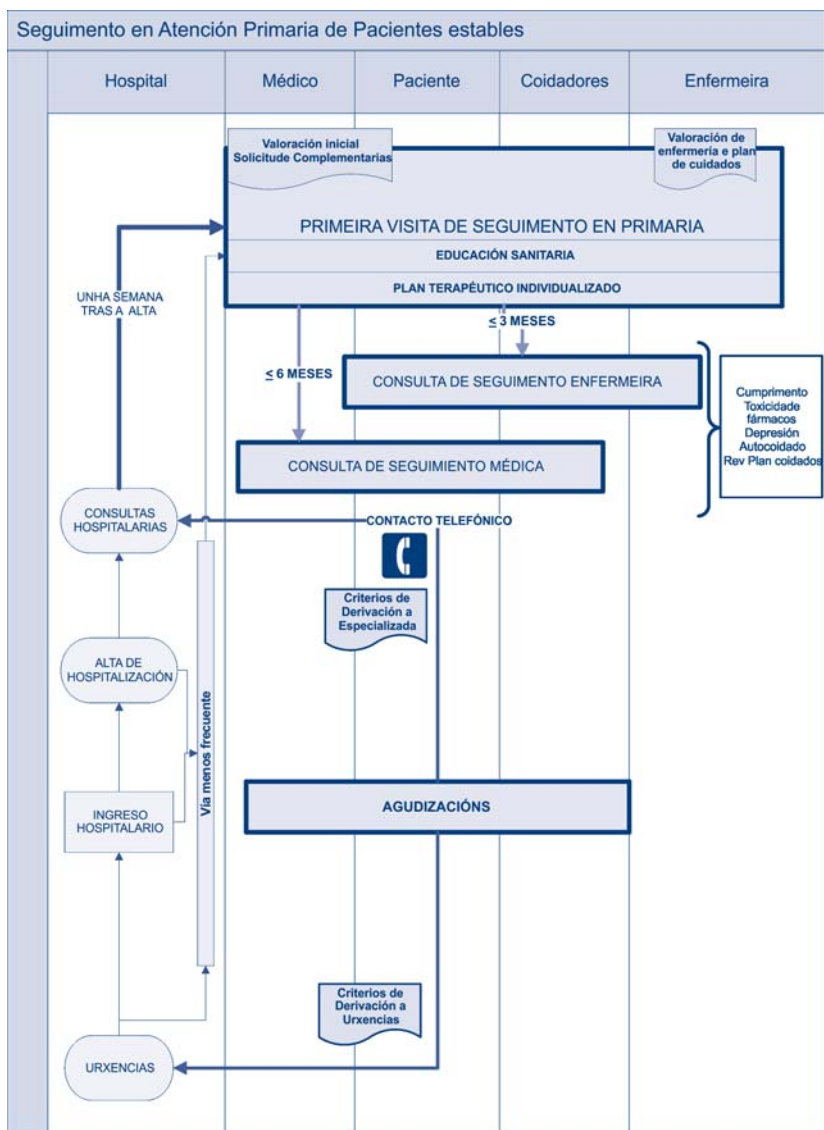 Seguimento en Atención Primaria de Pacientes estables
Hospital
Médico
Paciente
Coidadores
Enfermeira
Valoración inicial
Solicitude Complementarias
Valoración de
enfermería e plan
de cuidados
PRIMEIRA VISITA DE SEGUIMENTO EN PRIMARIA
EDUCACIÓN SANITARIA
PLAN TERAPÉUTICO INDIVIDUALIZADO
UNHA SEMANA
TRAS A ALTA
≤ 3 MESES
≤ 6 MESES
CONSULTA DE SEGUIMENTO ENFERMEIRA
Cumprimento
Toxicidade
fármacos
Depresión
Autocoidado
Rev Plan coidados
CONSULTA DE SEGUIMIENTO MÉDICA
CONSULTAS
HOSPITALARIAS
CONTACTO TELEFÓNICO
Criterios de
Derivación a
Especializada
ALTA DE
HOSPITALIZACIÓN
Vía menos frecuente
INGRESO
HOSPITALARIO
AGUDIZACIÓNS
Criterios de
Derivación a
Urxencias
URXENCIAS